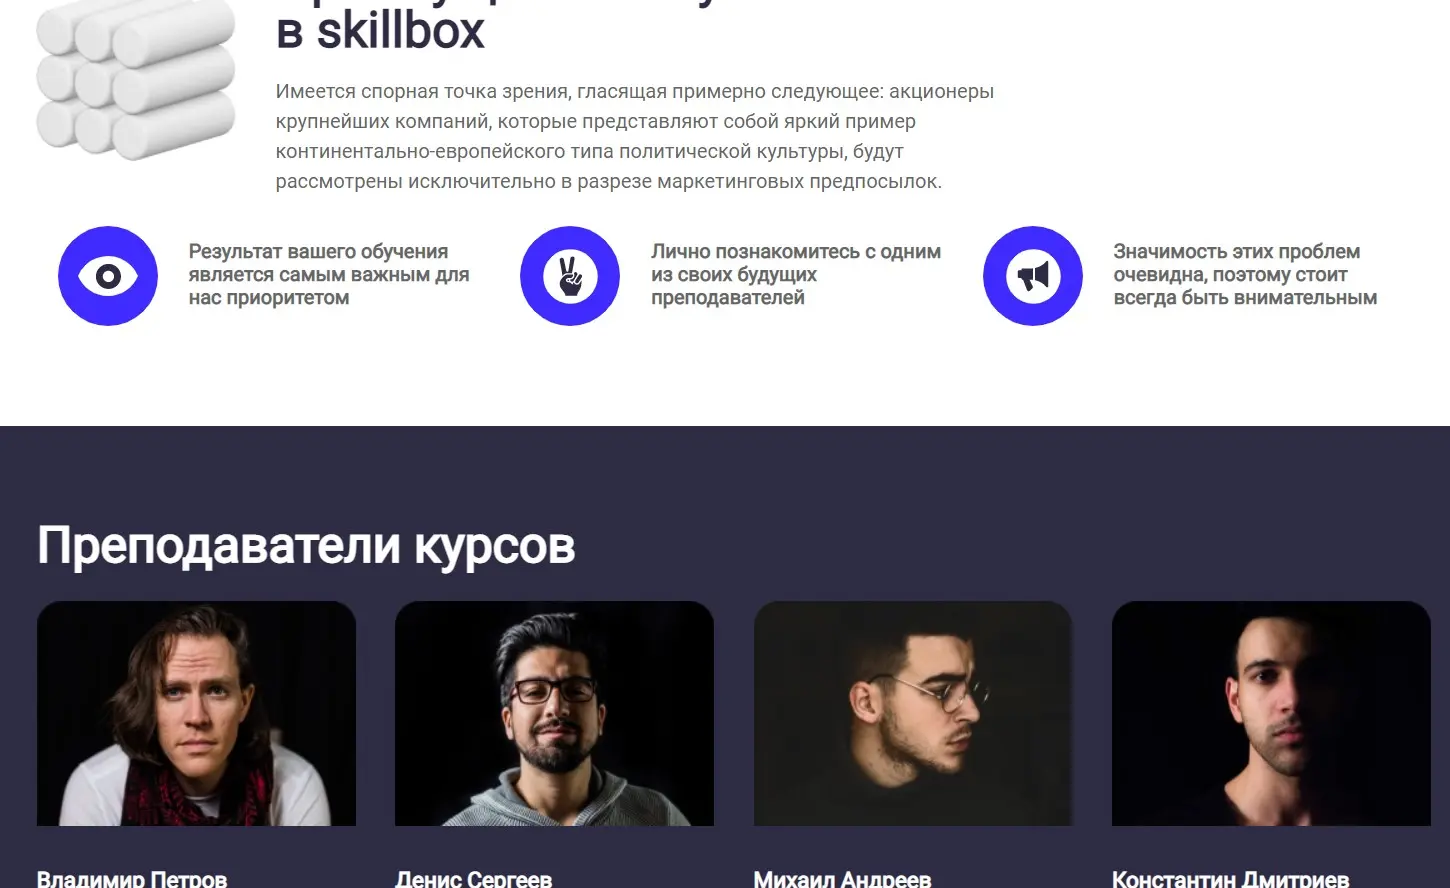 в skillbox
Имеется спорная точка зрения, гласящая примерно следующее: акционеры
крупнейших компаний, которые представляют собой яркий пример
континентально-европейского типа политической культуры, будут
рассмотрены исключительно в разрезе маркетинговых предпосылок.
Результат вашего обучения
является самым важным для
нас приоритетом
Лично познакомитесь с одним
из своих будущих
преподавателей
Значимость этих проблем
очевидна, поэтому стоит
всегда быть внимательным
Преподаватели курсов
Владимир Петров
Денис Сергеев
Михаил Андреев
Константин Дмитриев